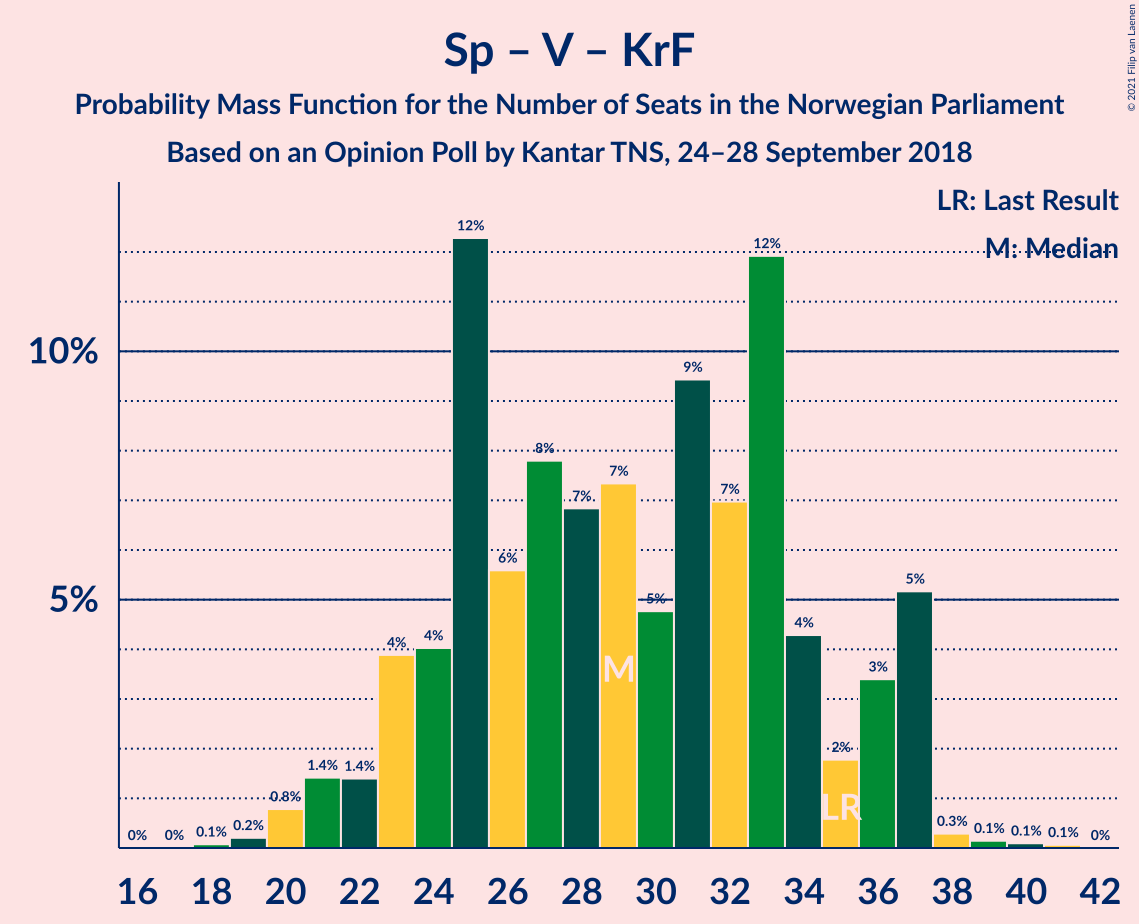 Sp – V – KrF
Probability Mass Function for the Number of Seats in the Norwegian Parliament
Based on an Opinion Poll by Kantar TNS, 24–28 September 2018
© 2021 Filip van Laenen
LR: Last Result
M: Median
10%
5%
0% 0% 0.1% 0.2% 0.8% 1.4% 1.4% 4% 4% 12% 6% 8% 7% 7% 5% 9% 7% 12% 4% 2% 3% 5% 0.3% 0.1% 0.1% 0.1% 0%
M
LR
16 18 20 22 24 26 28 30 32 34 36 38 40 42